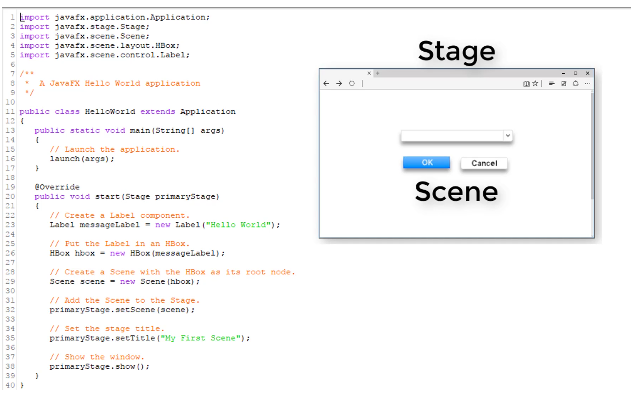 1 import javafx.application.Application;
2 import javafx.stage.Stage;
3 import javafx.scene.Scene;
4 import javafx.scene.layout.HBox;
5 import javafx.scene.control.Label;
6
7 /**
8 * A JavaFX Hello World application
9 */
10
11 public class HelloWorld extends Application
12 {
13 public static void main(String[] args)
14 {
15 // Launch the application.
16 launch(args);
17 }
18
19 @Override
20 public void start(Stage primaryStage)
21 {
22 // Create a Label component.
23 Label messageLabel = new Label("Hello World");
24
25 // Put the Label in an HBox.
26 HBox hbox = new HBox(messageLabel);
27
28 // Create a Scene with the HBox as its root node.
29 Scene scene = new Scene(hbox);
30
31 // Add the Scene to the Stage.
32 primaryStage.setScene(scene);
33
34 // Set the stage title.
35 primaryStage.setTitle("My First Scene");
36
37 // Show the window.
38 primaryStage.show();
39 }
40 }
Stage
OK Cancel
Scene